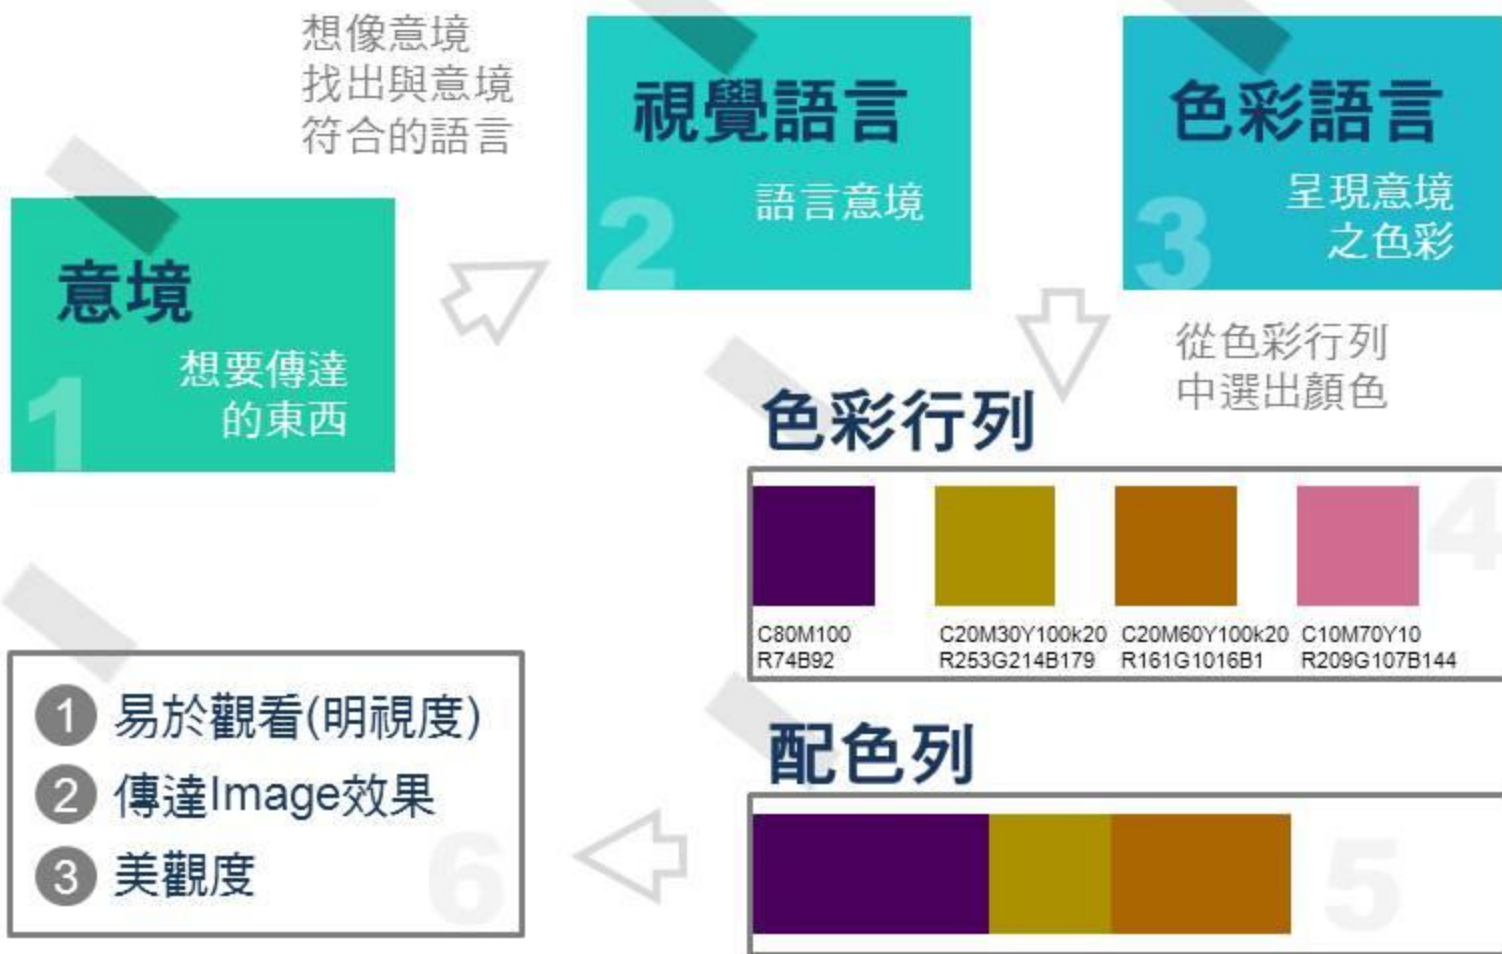 想像意境
找出與意境
符合的語言
意境
想要傳達
的東西
1
視覺語言
語言意境
2
色彩語言
呈現意境
之色彩
3
從色彩行列
中選出顏色
色彩行列
4
C80M100
R74B92
C20M30Y100k20
R253G214B179
C20M60Y100k20
R161G1016B1
C10M70Y10
R209G107B144
配色列
5
1 易於觀看(明視度)
2 傳達Image效果
3 美觀度
6